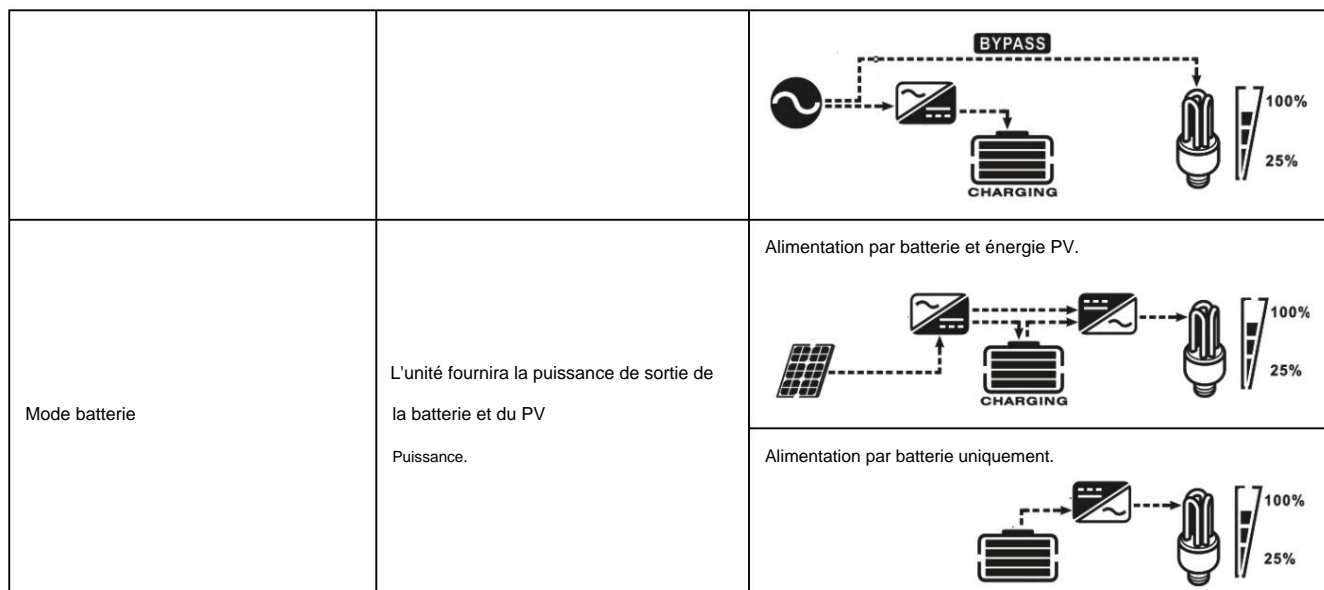 BYPASS
100%
25%
CHARGING
Mode batterie
L'unité fournira la puissance de sortie de
la batterie et du PV
Puissance.
Alimentation par batterie et énergie PV.
100%
25%
CHARGING
Alimentation par batterie uniquement.
100%
25%